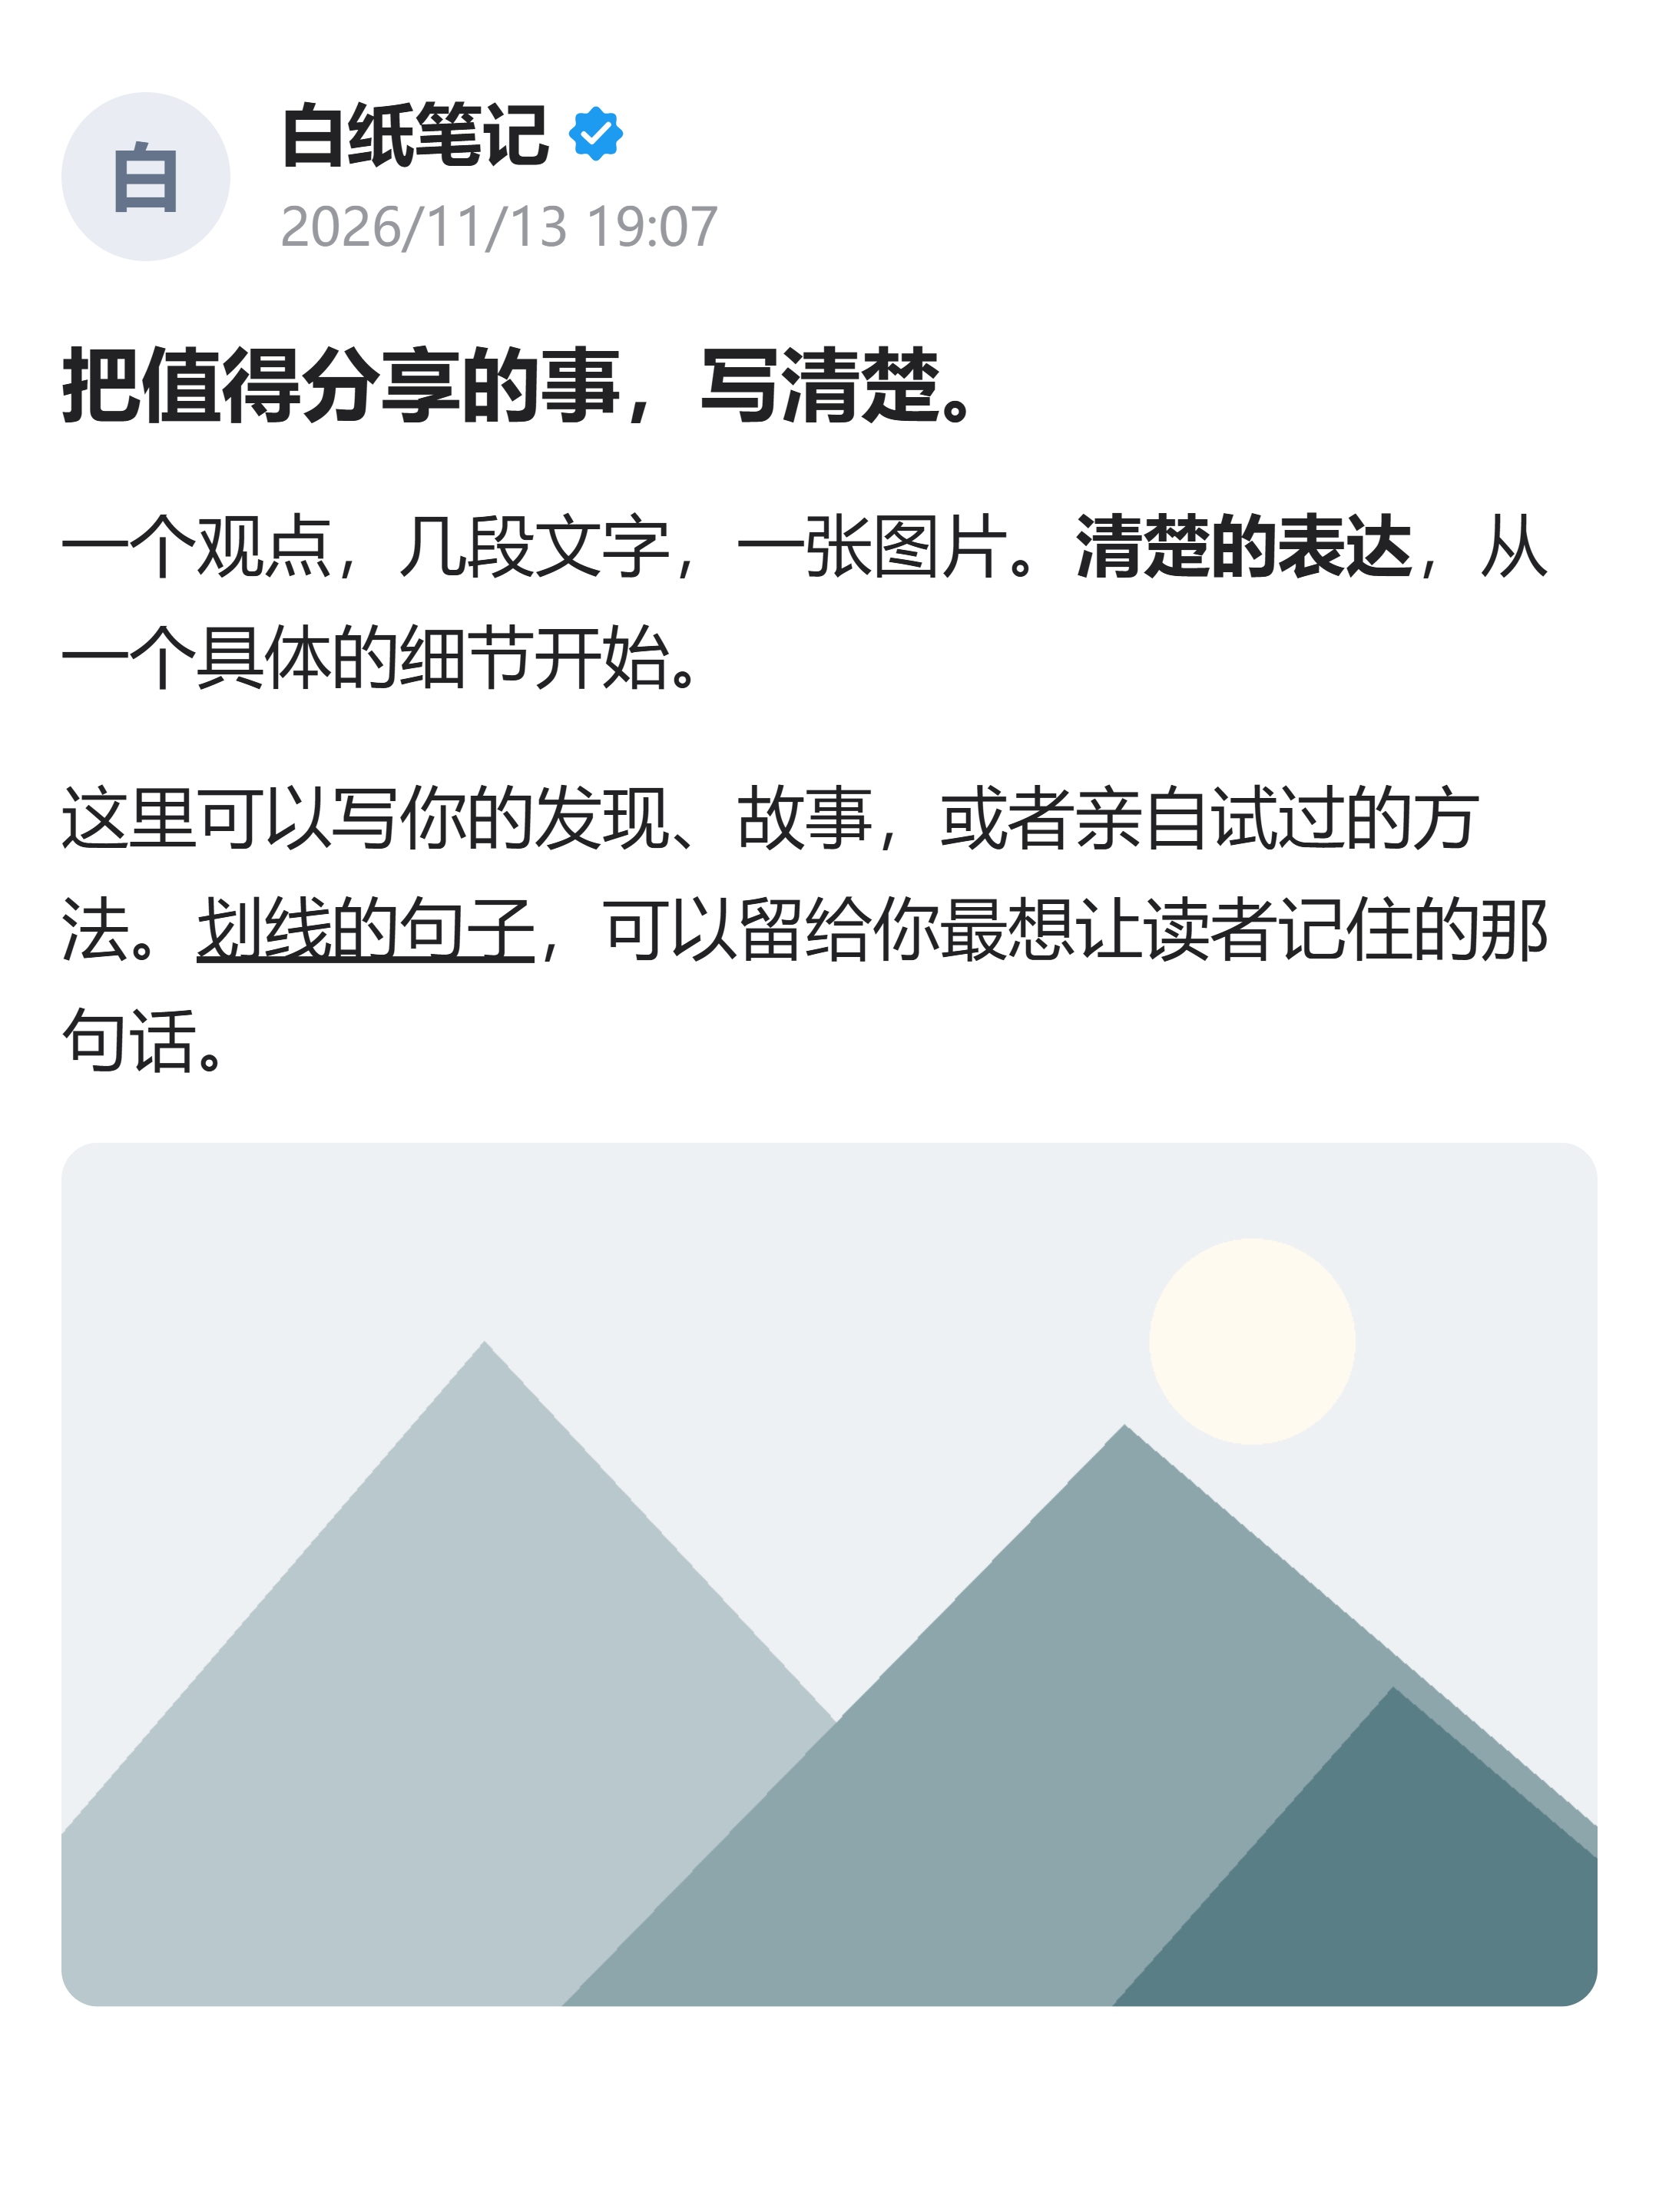 白
白纸笔记
2026/11/13 19:07
把值得分享的事，写清楚。
一个观点，几段文字，一张图片。清楚的表达，从
一个具体的细节开始。
这里可以写你的发现、故事，或者亲自试过的方
法。划线的句子，可以留给你最想让读者记住的那
句话。